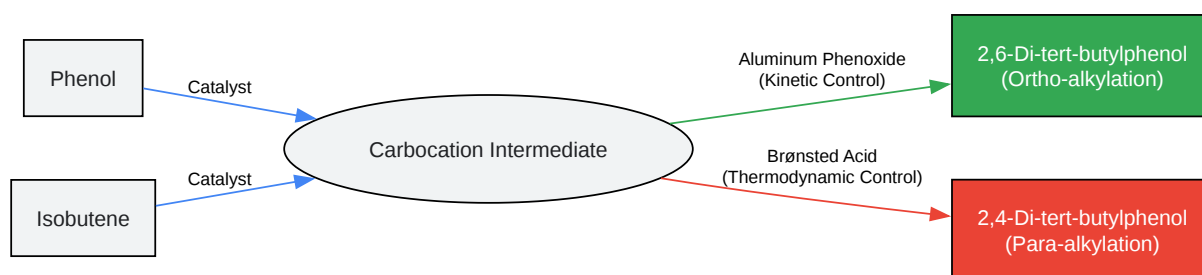 Phenol
Isobutene
Catalyst
Catalyst
Carbocation Intermediate
Aluminum Phenoxide
(Kinetic Control)
Brønsted Acid
(Thermodynamic Control)
2,6-Di-tert-butylphenol
(Ortho-alkylation)
2,4-Di-tert-butylphenol
(Para-alkylation)